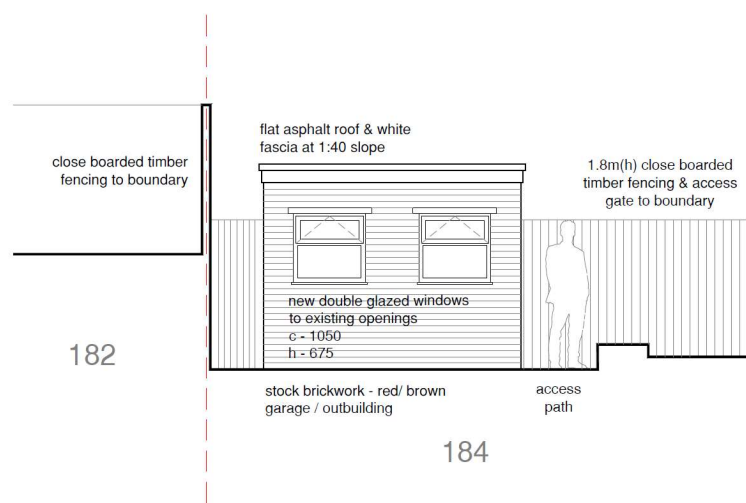 flat asphalt roof & white
fascia at 1:40 slope
close boarded timber
fencing to boundary
1.8m(h) close boarded
timber fencing & access
gate to boundary
new double glazed windows
to existing openings
c - 1050
h - 675
182
stock brickwork - red/ brown
garage / outbuilding
access
path
184